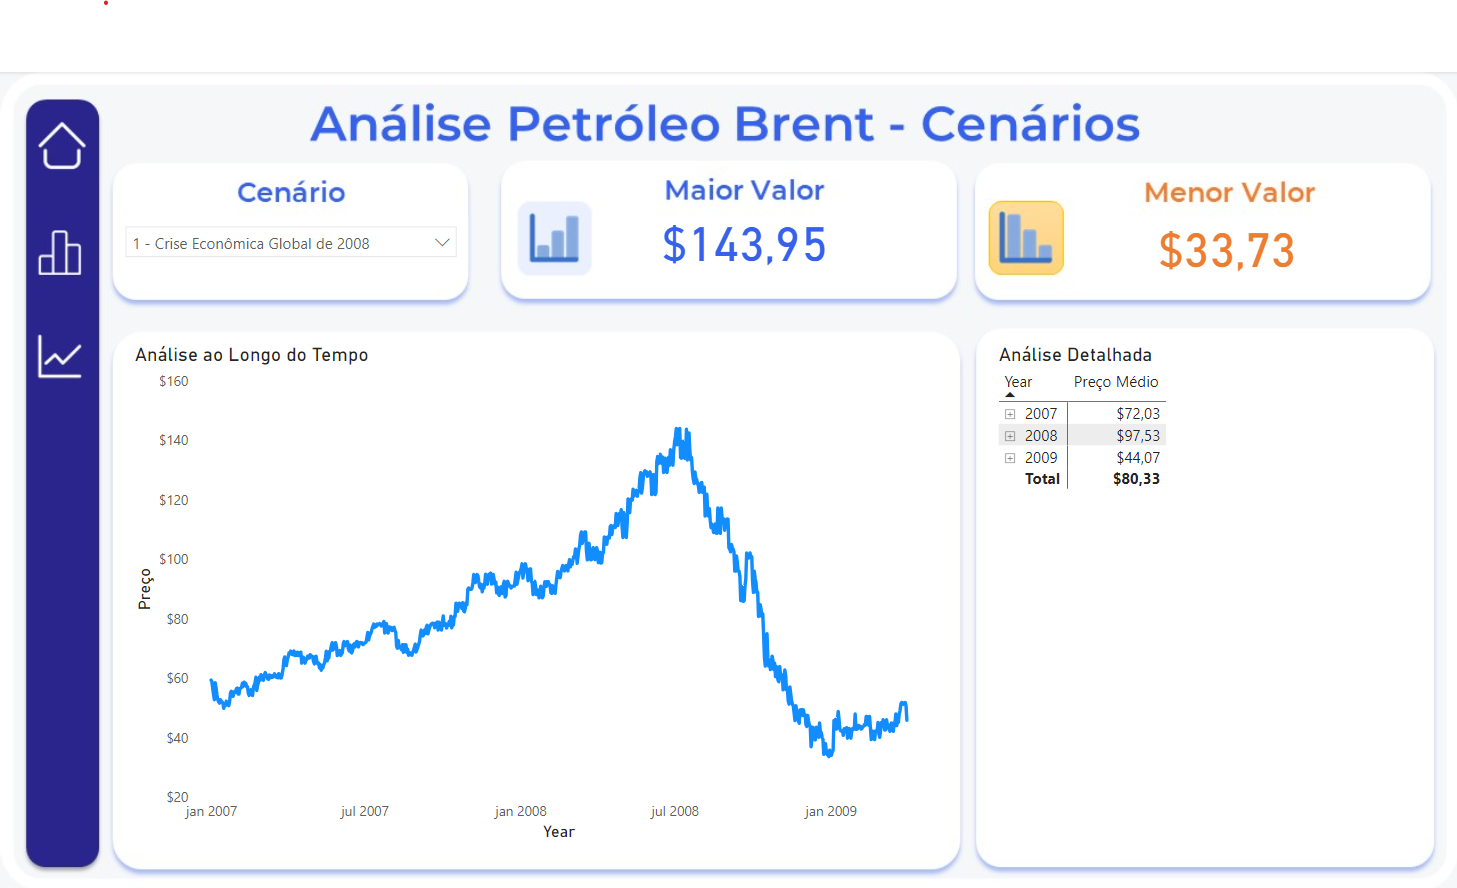 Análise Petróleo Brent - Cenários
Cenário
1 - Crise Econômica Global de 2008
Maior Valor
$143,95
Menor Valor
$33,73
Análise ao Longo do Tempo
$160
$140
$120
$100
$80
$60
$40
$20
Preço
jan 2007 jul 2007 jan 2008 jul 2008 jan 2009
Year
Análise Detalhada
Year Preço Médio
2007 $72,03
2008 $97,53
2009 $44,07
Total $80,33